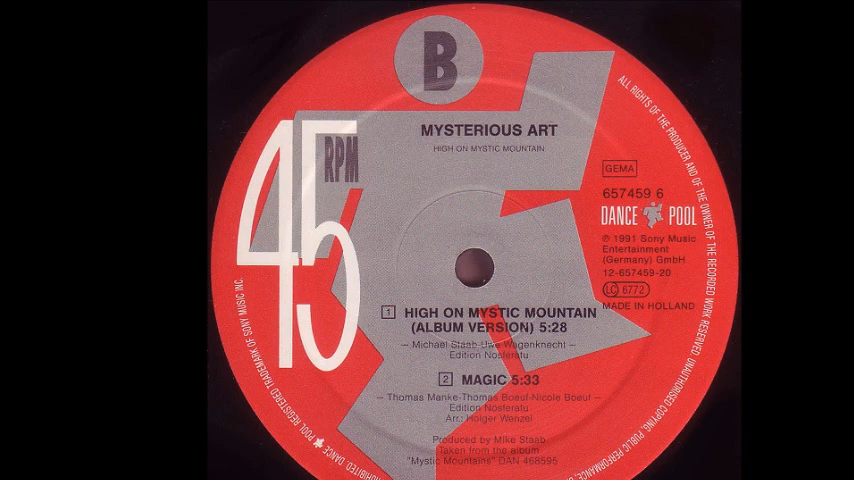 B
MYSTERIOUS ART
HIGH ON MYSTIC MOUNTAIN
45
RPM
GEMA
657459 6
DANCE POOL
℗ 1991 Sony Music
Entertainment
(Germany) GmbH
12-657459-20
LC 6772
MADE IN HOLLAND
1 HIGH ON MYSTIC MOUNTAIN
(ALBUM VERSION) 5:28
– Michael Staab-Uwe Wagenknecht –
Edition Nosferatu
2 MAGIC 5:33
– Thomas Manke-Thomas Boeuf-Nicole Boeuf –
Edition Nosferatu
Arr.: Holger Wenzel
Produced by Mike Staab
Taken from the album
"Mystic Mountains" DAN 468595
ALL RIGHTS OF THE PRODUCER AND OF THE OWNER OF THE RECORDED WORK RESERVED. UNAUTHORISED COPYING, PUBLIC PERFORMANCE,
PROHIBITED. DANCE POOL REGISTERED TRADEMARK OF SONY MUSIC INC.